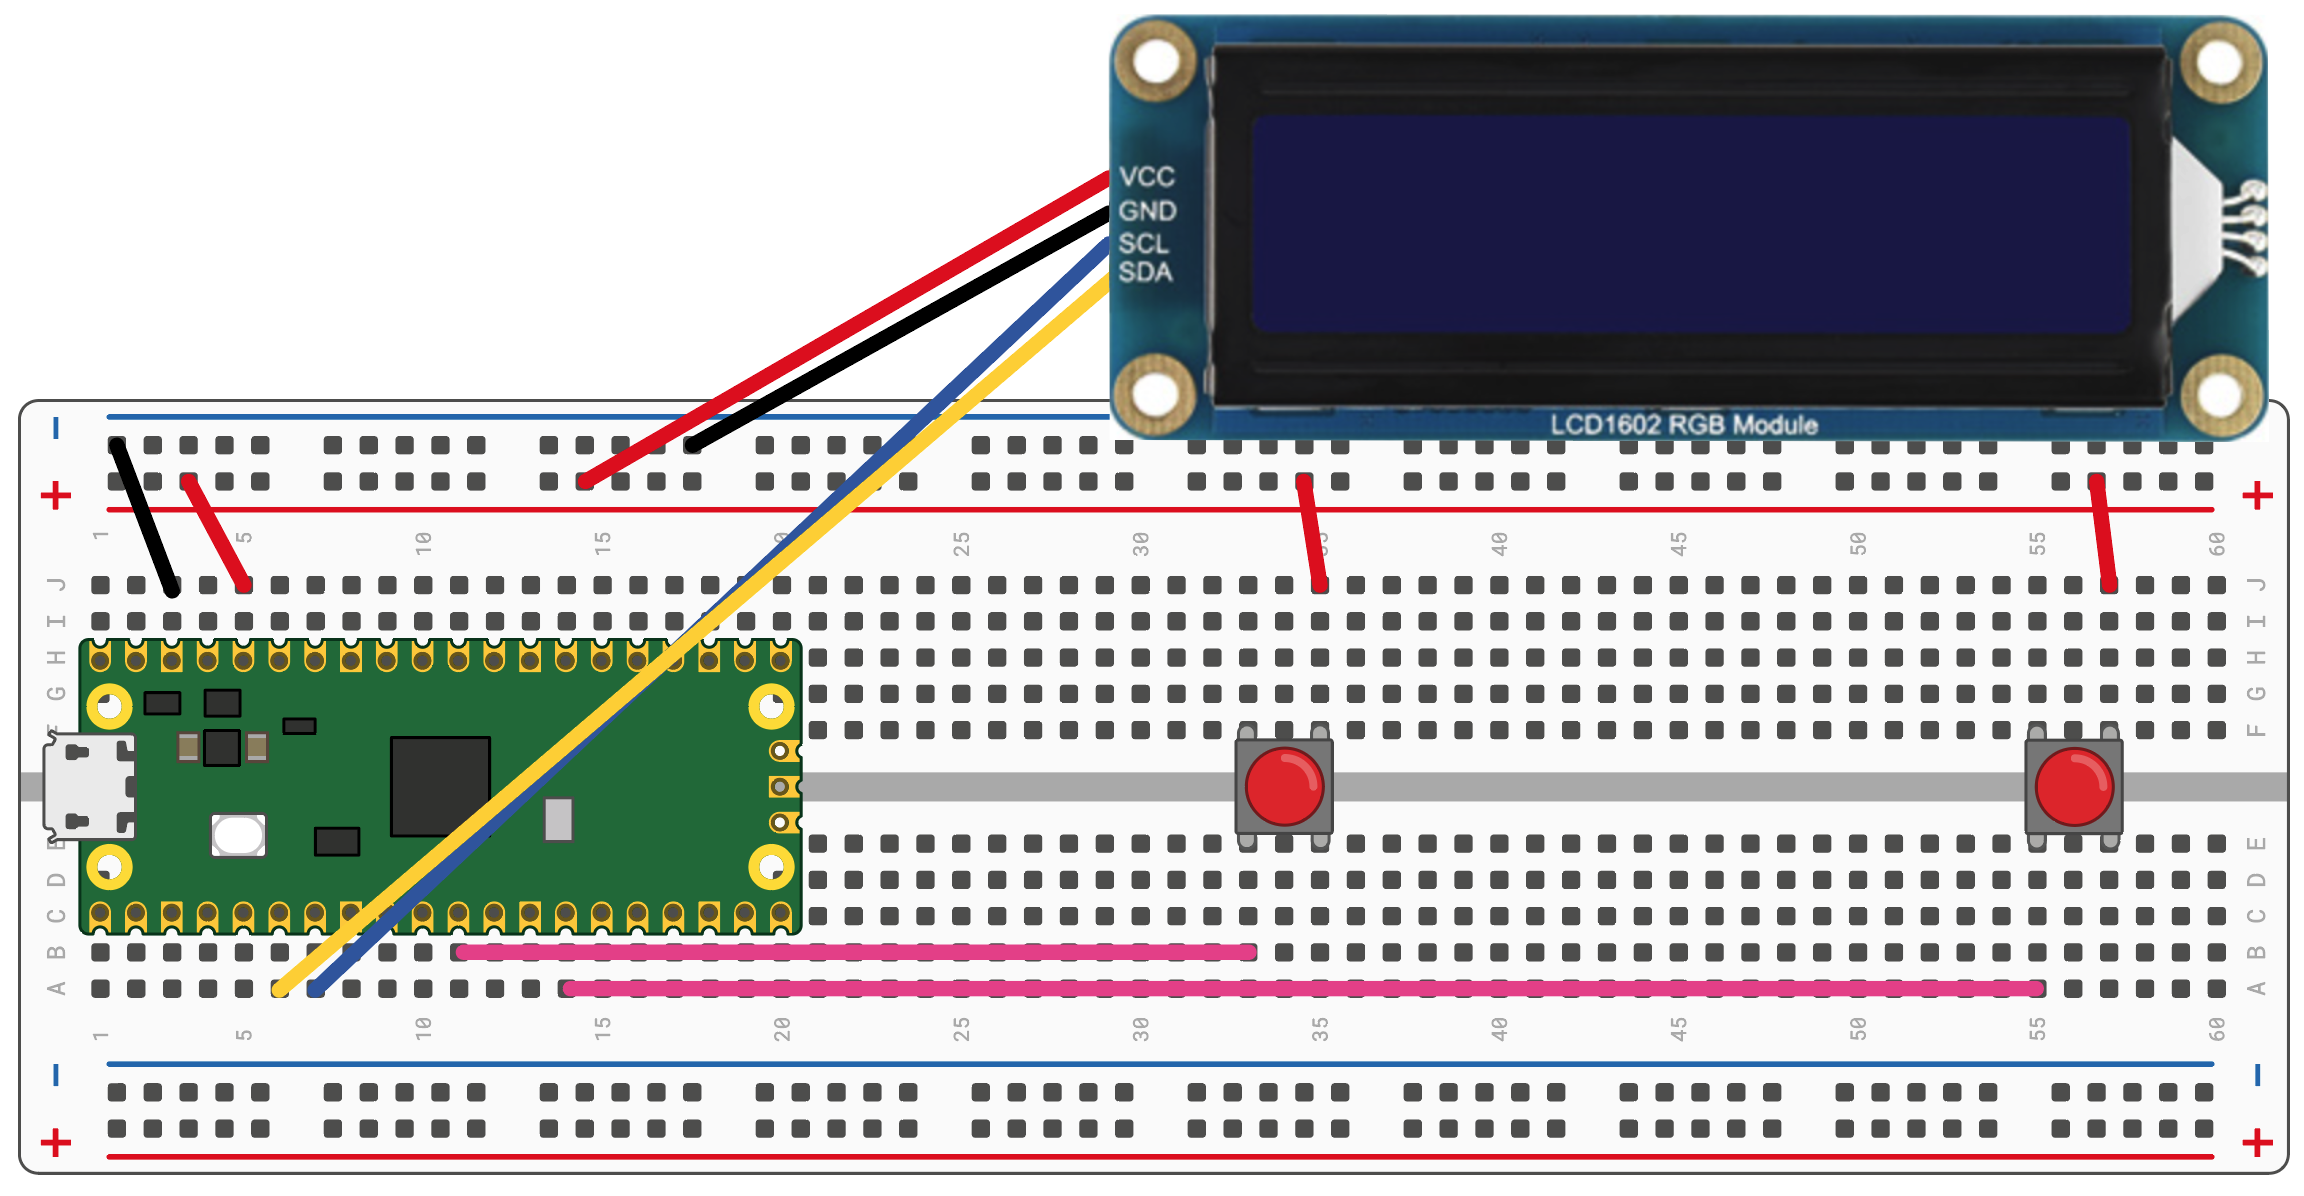 VCC
GND
SCL
SDA
LCD1602 RGB Module
− 
+ +
1 5 10 15 25 30 40 45 50 55 60
J J
I I
H H
G G
F
E
D D
C C
B B
A A
1 5 10 15 20 25 30 35 40 45 50 55 60
− −
+ +